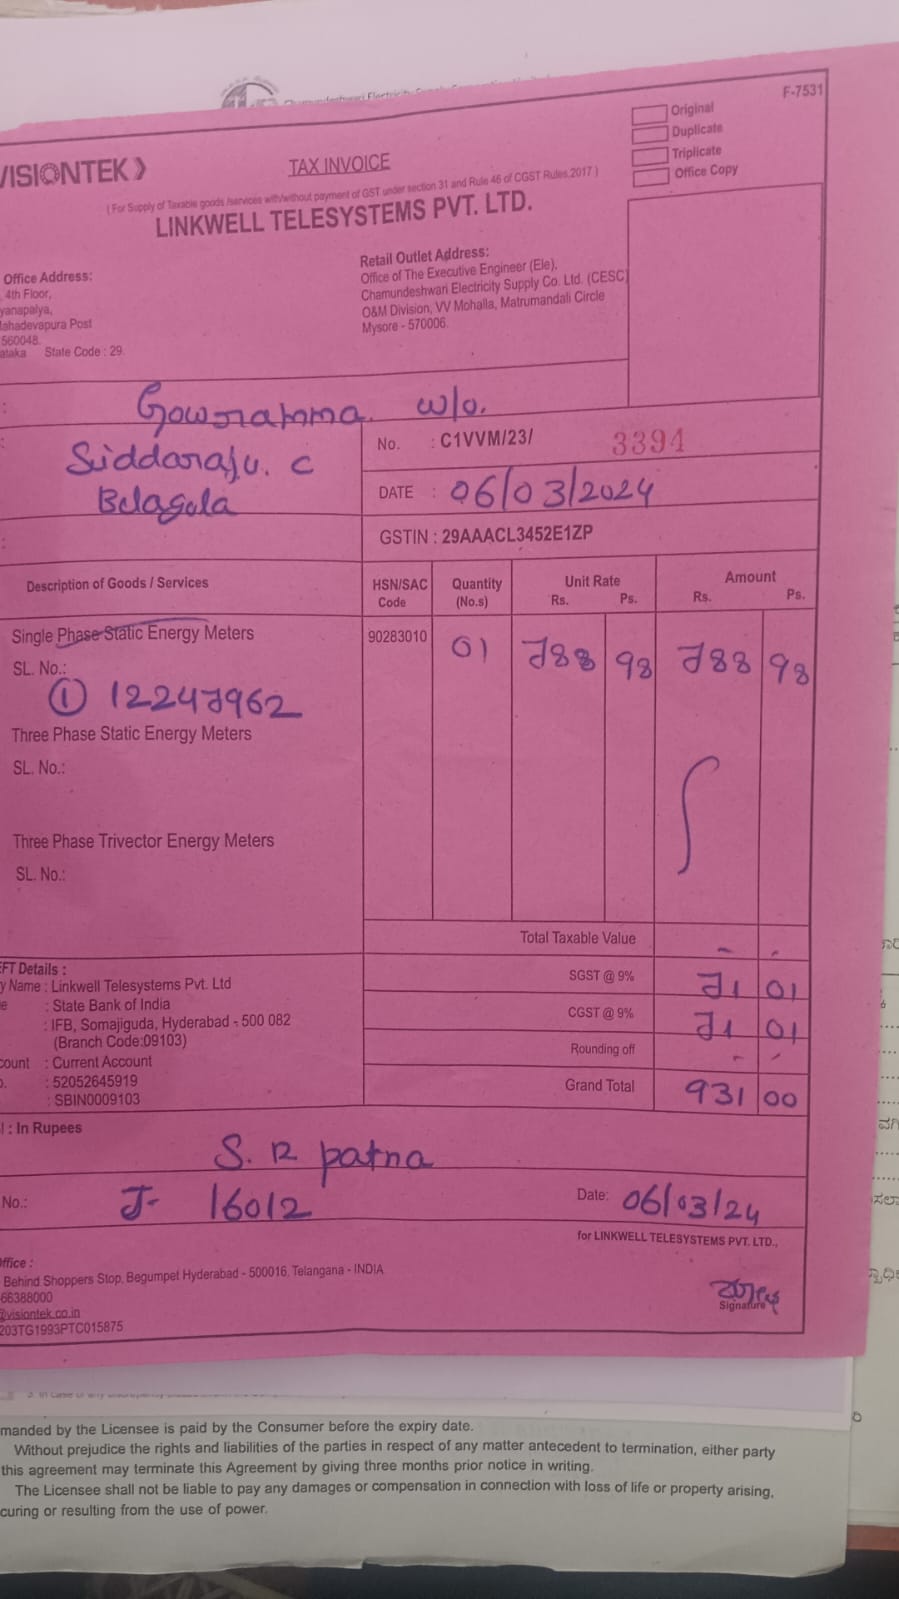 F-7531
Original
Duplicate
Triplicate
Office Copy
VISIONTEK
TAX INVOICE
( For Supply of Taxable goods /services with/without payment of GST under section 31 and Rule 46 of CGST Rules,2017 )
LINKWELL TELESYSTEMS PVT. LTD.
Office Address:
4th Floor,
yanapalya,
ahadevapura Post
560048.
ataka State Code : 29.
Retail Outlet Address:
Office of The Executive Engineer (Ele),
Chamundeshwari Electricity Supply Co. Ltd. (CESC)
O&M Division, VV Mohalla, Matrumandali Circle
Mysore - 570006.
: Gowramma. w/o.
: Siddaraju. C
Belagola
No. : C1VVM/23/ 3394
DATE : 06/03/2024
: GSTIN : 29AAACL3452E1ZP
Description of Goods / Services HSN/SAC Code Quantity (No.s) Unit Rate Rs. Ps. Amount Rs. Ps.
Single Phase Static Energy Meters 90283010 01 788 98 788 98
SL. No.:
① 12247962
Three Phase Static Energy Meters
SL. No.:
Three Phase Trivector Energy Meters
SL. No.:
Total Taxable Value - -
SGST @ 9% 71 01
CGST @ 9% 71 01
Rounding off - -
Grand Total 931 00
EFT Details :
y Name : Linkwell Telesystems Pvt. Ltd
e : State Bank of India
: IFB, Somajiguda, Hyderabad - 500 082
(Branch Code:09103)
count : Current Account
o. : 52052645919
: SBIN0009103
l : In Rupees
S. R patna
No.: J- 16012 Date: 06/03/24
for LINKWELL TELESYSTEMS PVT. LTD.,
ffice :
Behind Shoppers Stop, Begumpet Hyderabad - 500016. Telangana - INDIA
66388000
@visiontek.co.in
203TG1993PTC015875
Signature
manded by the Licensee is paid by the Consumer before the expiry date.
Without prejudice the rights and liabilities of the parties in respect of any matter antecedent to termination, either party
this agreement may terminate this Agreement by giving three months prior notice in writing.
The Licensee shall not be liable to pay any damages or compensation in connection with loss of life or property arising,
curing or resulting from the use of power.